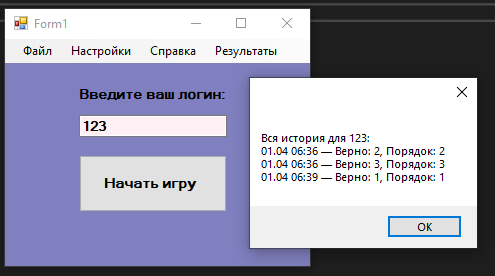 Form1
Файл Настройки Справка Результаты
Введите ваш логин:
123
Начать игру
Вся история для 123:
01.04 06:36 — Верно: 2, Порядок: 2
01.04 06:36 — Верно: 3, Порядок: 3
01.04 06:39 — Верно: 1, Порядок: 1
OK